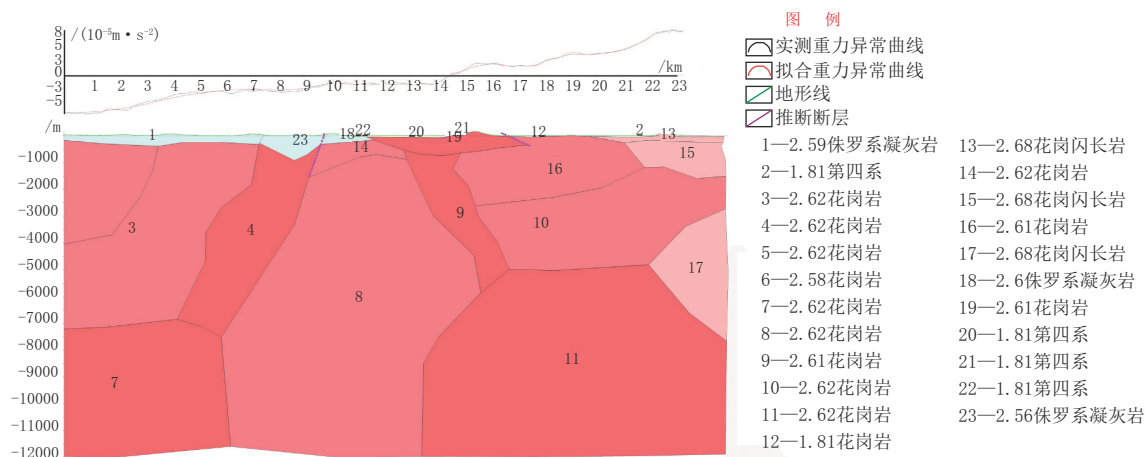 8 /(10⁻⁵m·s⁻²)
5
3
0
-3
-5
/km
1 2 3 4 5 6 7 8 9 10 11 12 13 14 15 16 17 18 19 20 21 22 23
/m
-1000
-2000
-3000
-4000
-5000
-6000
-7000
-8000
-9000
-10000
-11000
-12000
1 23 18 22 20 21 19 12 2 13
14 16 15
3 4 9 10
8 17
7 11
图 例
实测重力异常曲线
拟合重力异常曲线
地形线
推断断层
1—2.59侏罗系凝灰岩
2—1.81第四系
3—2.62花岗岩
4—2.62花岗岩
5—2.62花岗岩
6—2.58花岗岩
7—2.62花岗岩
8—2.62花岗岩
9—2.61花岗岩
10—2.62花岗岩
11—2.62花岗岩
12—1.81花岗岩
13—2.68花岗闪长岩
14—2.62花岗岩
15—2.68花岗闪长岩
16—2.61花岗岩
17—2.68花岗闪长岩
18—2.6侏罗系凝灰岩
19—2.61花岗岩
20—1.81第四系
21—1.81第四系
22—1.81第四系
23—2.56侏罗系凝灰岩